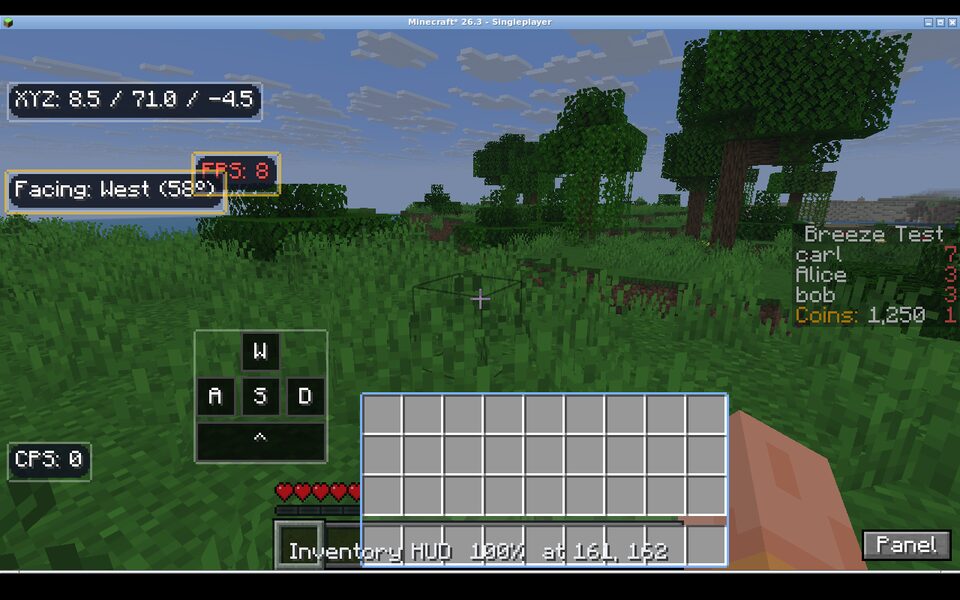 Minecraft* 26.3 - Singleplayer
XYZ: 8.5 / 71.0 / -4.5
FPS: 8
Facing: West (58°)
Breeze Test
carl 7
Alice 3
bob 3
Coins: 1,250 1
W
A S D
^
CPS: 0
Inventory HUD 100% at 161, 152
Panel